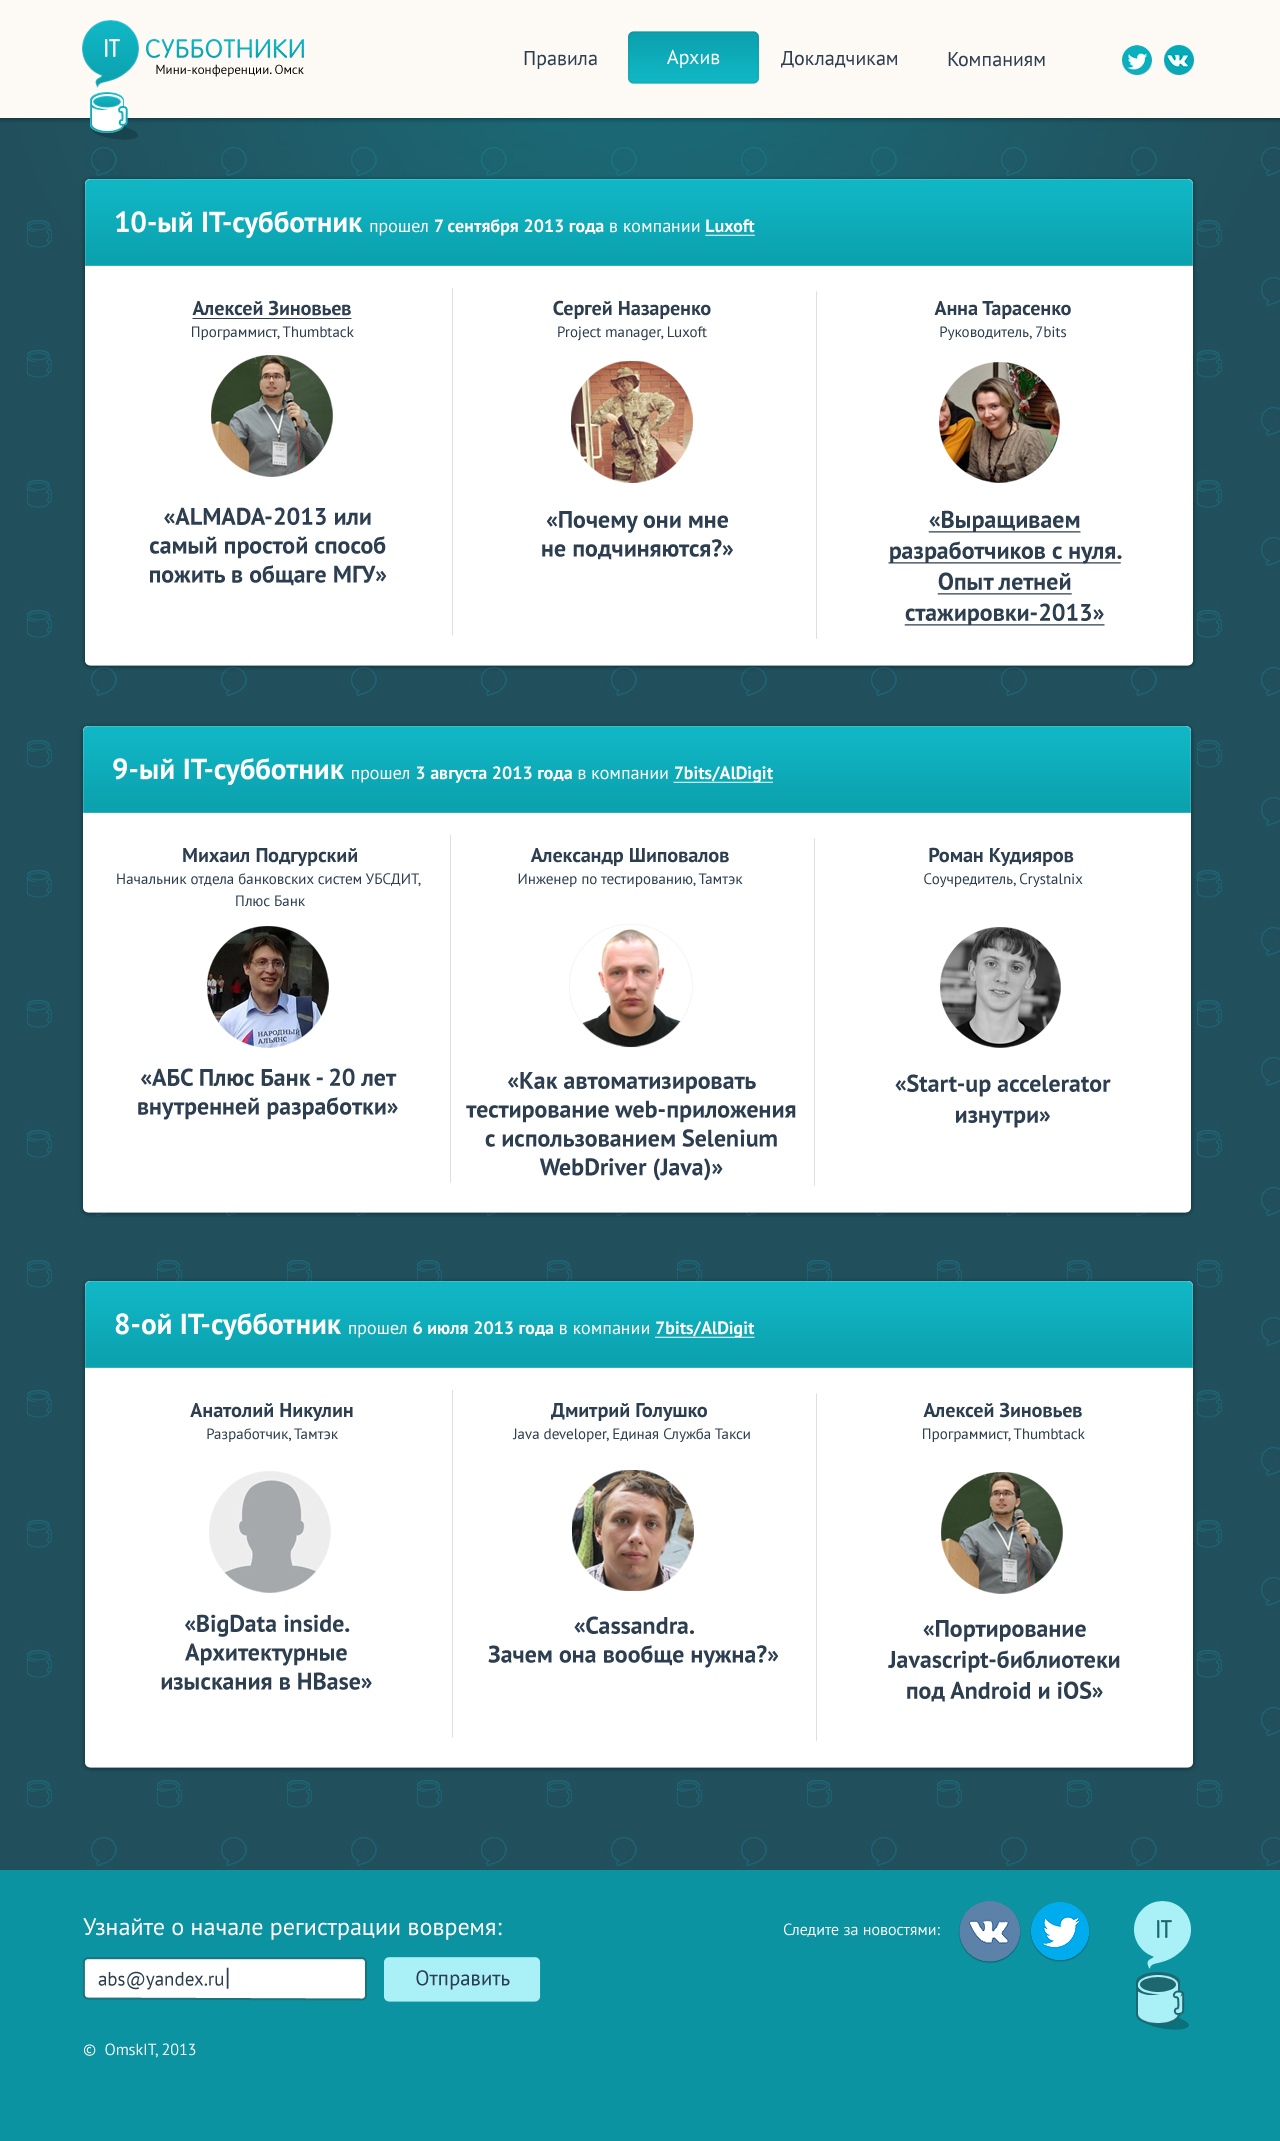 IT СУББОТНИКИ
Мини-конференции. Омск
Правила
Архив
Докладчикам
Компаниям
10-ый IT-субботник прошел 7 сентября 2013 года в компании Luxoft
Алексей Зиновьев
Программист, Thumbtack
«ALMADA-2013 или
самый простой способ
пожить в общаге МГУ»
Сергей Назаренко
Project manager, Luxoft
«Почему они мне
не подчиняются?»
Анна Тарасенко
Руководитель, 7bits
«Выращиваем
разработчиков с нуля.
Опыт летней
стажировки-2013»
9-ый IT-субботник прошел 3 августа 2013 года в компании 7bits/AlDigit
Михаил Подгурский
Начальник отдела банковских систем УБСДИТ,
Плюс Банк
НАРОДНЫЙ
АЛЬЯНС
«АБС Плюс Банк - 20 лет
внутренней разработки»
Александр Шиповалов
Инженер по тестированию, Тамтэк
«Как автоматизировать
тестирование web-приложения
с использованием Selenium
WebDriver (Java)»
Роман Кудияров
Соучредитель, Crystalnix
«Start-up accelerator
изнутри»
8-ой IT-субботник прошел 6 июля 2013 года в компании 7bits/AlDigit
Анатолий Никулин
Разработчик, Тамтэк
«BigData inside.
Архитектурные
изыскания в HBase»
Дмитрий Голушко
Java developer, Единая Служба Такси
«Cassandra.
Зачем она вообще нужна?»
Алексей Зиновьев
Программист, Thumbtack
«Портирование
Javascript-библиотеки
под Android и iOS»
Узнайте о начале регистрации вовремя:
abs@yandex.ru
Отправить
Следите за новостями:
IT
© OmskIT, 2013